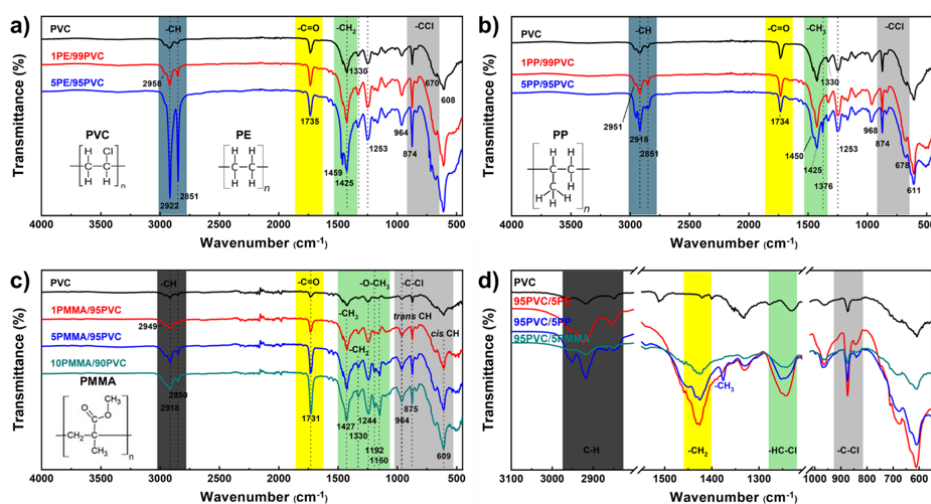 a)
-CH
-C=O
-CH2
-CCl
PVC
1PE/99PVC
5PE/95PVC
2958
1330
670
608
1735
964
874
1253
1459
1425
2851
2922
PVC
H Cl
C C
H H
n
PE
H H
C C
H H
n
Transmittance (%)
4000 3500 3000 2500 2000 1500 1000 500
Wavenumber (cm-1)
b)
-CH
-C=O
-CH3
-CCl
PVC
1PP/99PVC
5PP/95PVC
2951
2918
2851
1330
1734
968
874
1253
1450
1425
1376
678
611
PP
H H
C C
H
C H
H H
n
Transmittance (%)
4000 3500 3000 2500 2000 1500 1000 500
Wavenumber (cm-1)
c)
-CH
-C=O
-O-CH3
-C-Cl
PVC
1PMMA/95PVC
5PMMA/95PVC
10PMMA/90PVC
-CH3
trans CH
cis CH
-CH2
2949
2850
2918
1731
1427
1330
1244
1192
1150
964
875
609
PMMA
O CH3
O
CH2 C
CH3
n
Transmittance (%)
4000 3500 3000 2500 2000 1500 1000 500
Wavenumber (cm-1)
d)
PVC
95PVC/5PE
95PVC/5PP
95PVC/5PMMA
-CH3
C-H
-CH2
-HC-Cl
-C-Cl
Transmittance (%)
3100 3000 2900 1500 1400 1300 1000 900 800 700 600
Wavenumber (cm-1)